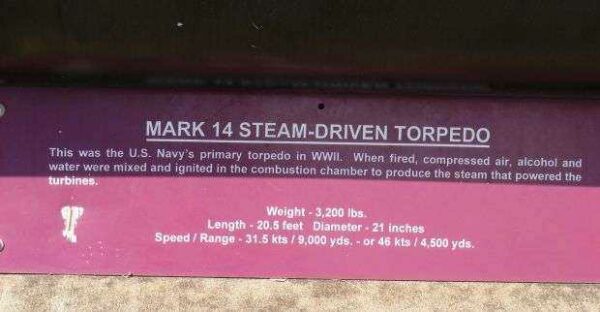 MARK 14 STEAM-DRIVEN TORPEDO
This was the U.S. Navy's primary torpedo in WWII. When fired, compressed air, alcohol and
water were mixed and ignited in the combustion chamber to produce the steam that powered the
turbines.
Weight - 3,200 lbs.
Length - 20.5 feet Diameter - 21 inches
Speed / Range - 31.5 kts / 9,000 yds. - or 46 kts / 4,500 yds.